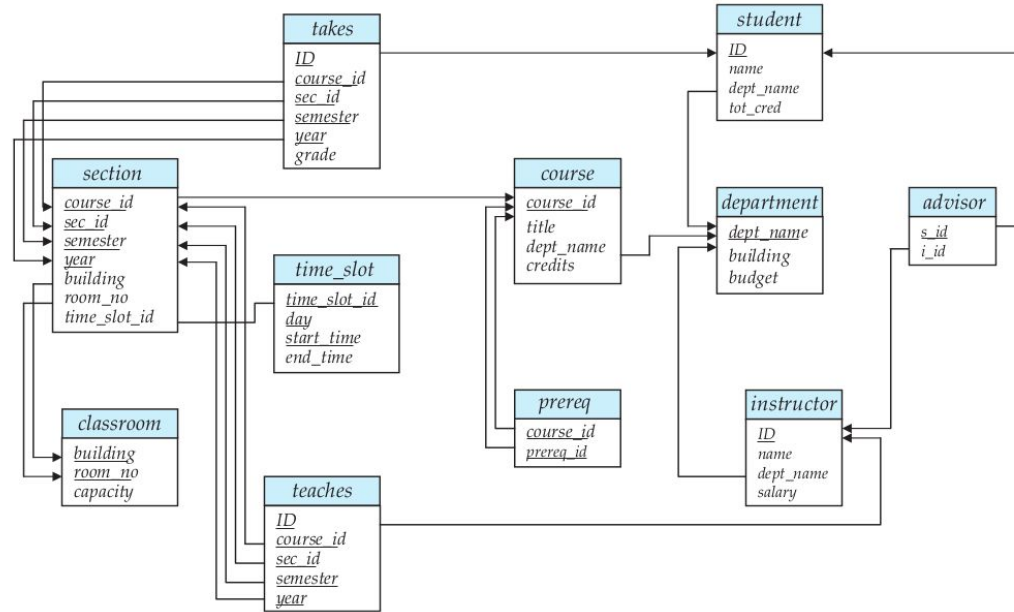 takes
ID
course_id
sec_id
semester
year
grade
student
ID
name
dept_name
tot_cred
section
course_id
sec_id
semester
year
building
room_no
time_slot_id
course
course_id
title
dept_name
credits
department
dept_name
building
budget
advisor
s_id
i_id
time_slot
time_slot_id
day
start_time
end_time
prereq
course_id
prereq_id
instructor
ID
name
dept_name
salary
classroom
building
room_no
capacity
teaches
ID
course_id
sec_id
semester
year